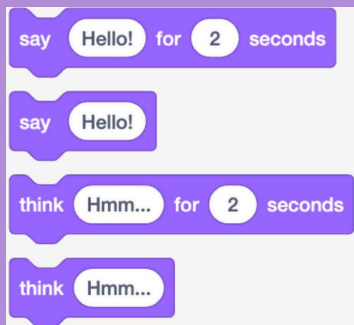 say Hello! for 2 seconds
say Hello!
think Hmm... for 2 seconds
think Hmm...